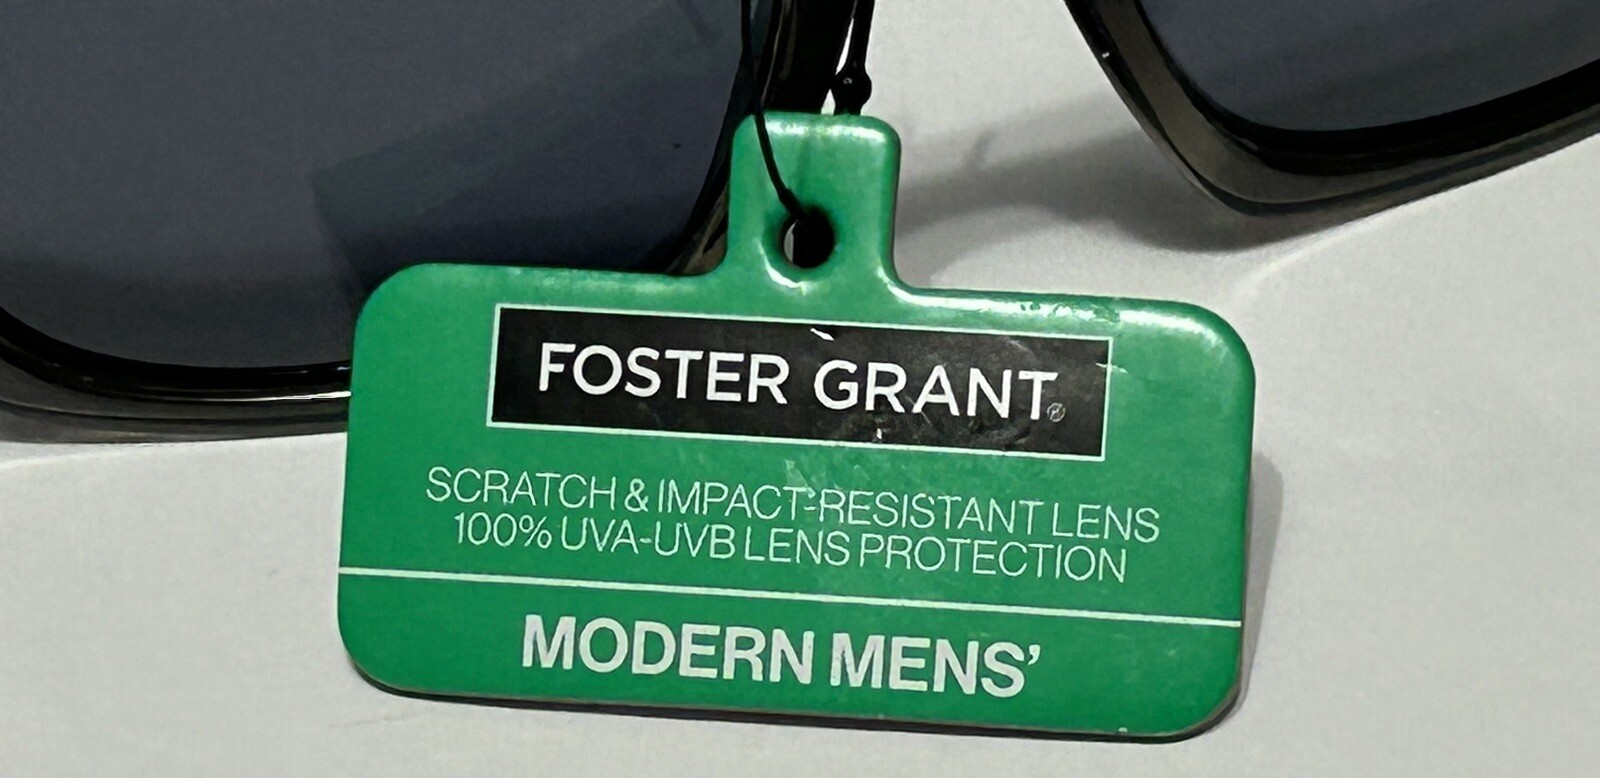 FOSTER GRANT®
SCRATCH & IMPACT-RESISTANT LENS
100% UVA-UVB LENS PROTECTION
MODERN MENS'